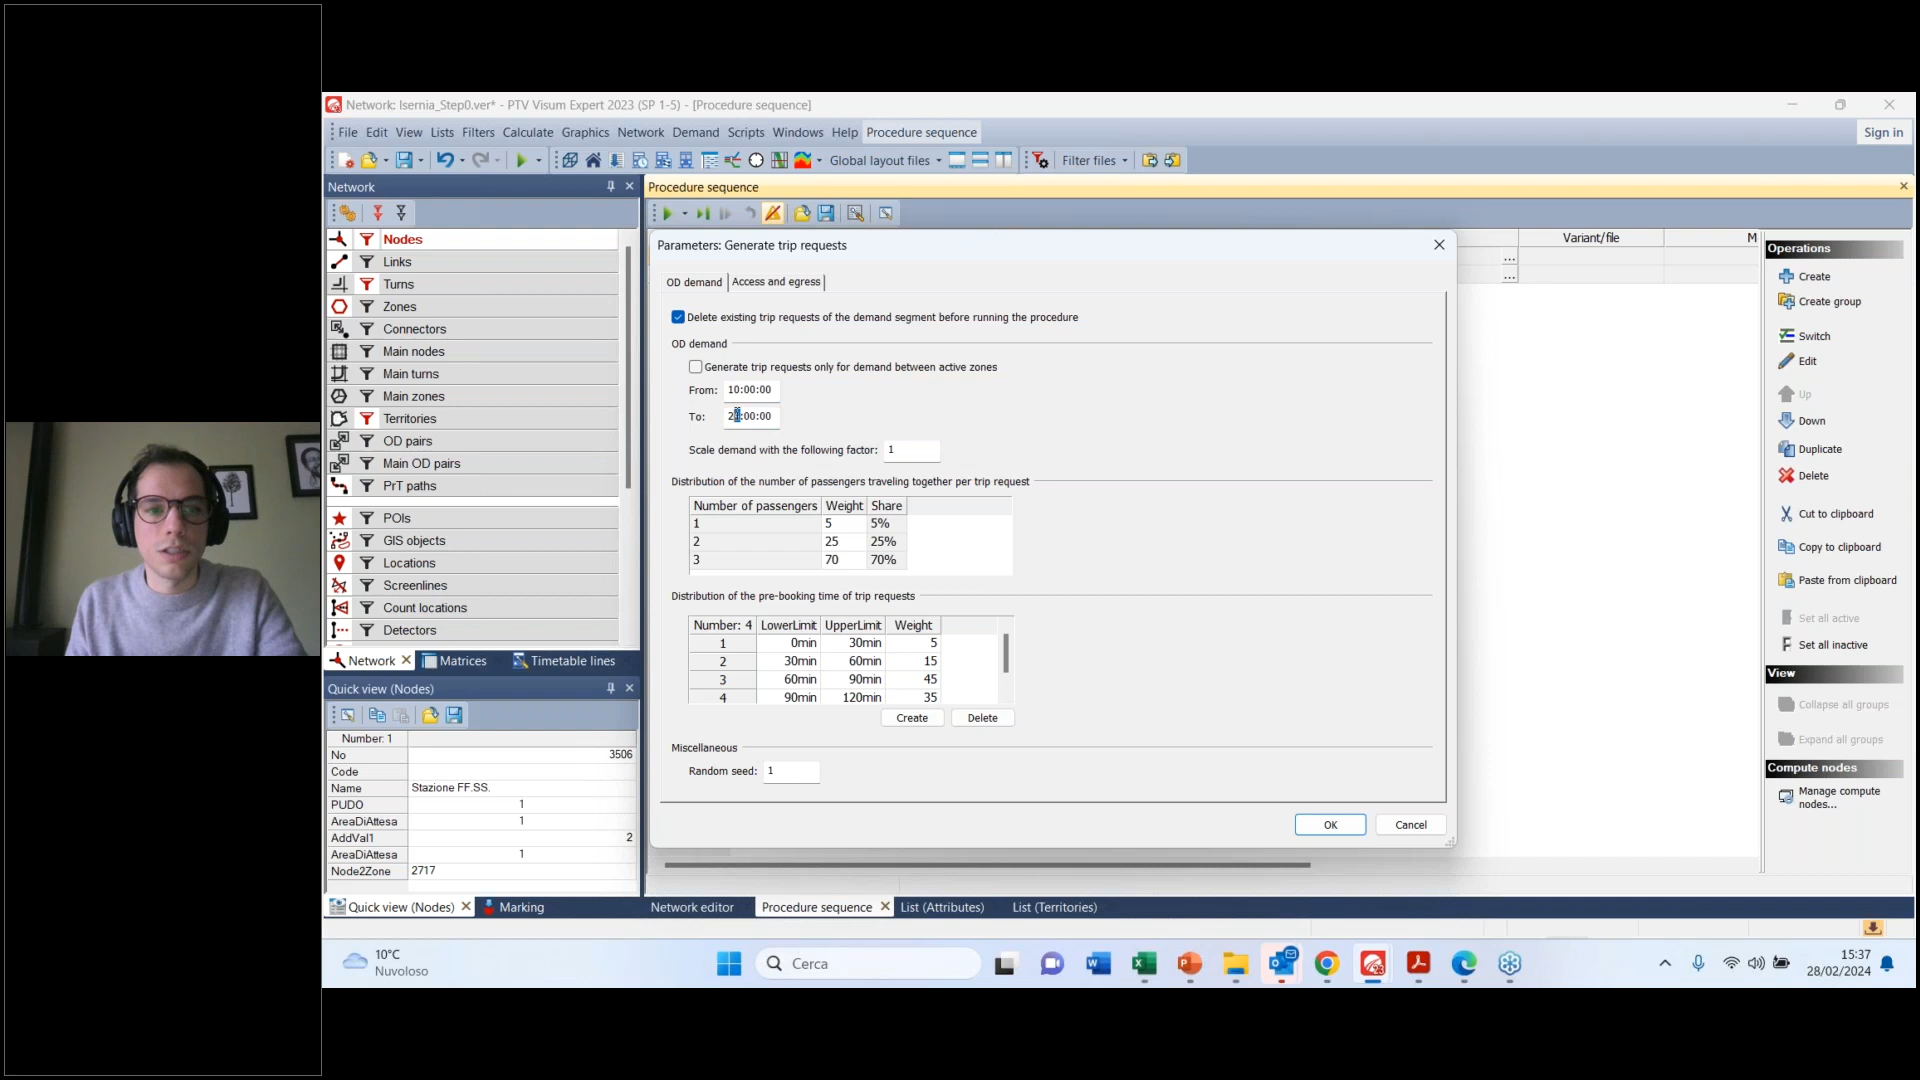 Network: Isernia_Step0.ver* - PTV Visum Expert 2023 (SP 1-5) - [Procedure sequence]
File Edit View Lists Filters Calculate Graphics Network Demand Scripts Windows Help Procedure sequence
Sign in
Global layout files
Filter files
Network
Nodes
Links
Turns
Zones
Connectors
Main nodes
Main turns
Main zones
Territories
OD pairs
Main OD pairs
PrT paths
POIs
GIS objects
Locations
Screenlines
Count locations
Detectors
Network
Matrices
Timetable lines
Quick view (Nodes)
Number: 1
No 3506
Code
Name Stazione FF.SS.
PUDO 1
AreaDiAttesa 1
AddVal1 2
AreaDiAttesa 1
Node2Zone 2717
Quick view (Nodes)
Marking
Procedure sequence
Variant/file
M
...
...
Parameters: Generate trip requests
OD demand
Access and egress
Delete existing trip requests of the demand segment before running the procedure
OD demand
Generate trip requests only for demand between active zones
From: 10:00:00
To: :00:00
Scale demand with the following factor: 1
Distribution of the number of passengers traveling together per trip request
Number of passengers Weight Share
1 5 5%
2 25 25%
3 70 70%
Distribution of the pre-booking time of trip requests
Number: 4 LowerLimit UpperLimit Weight
1 0min 30min 5
2 30min 60min 15
3 60min 90min 45
4 90min 120min 35
Create
Delete
Miscellaneous
Random seed: 1
OK
Cancel
Network editor
Procedure sequence
List (Attributes)
List (Territories)
Operations
Create
Create group
Switch
Edit
Up
Down
Duplicate
Delete
Cut to clipboard
Copy to clipboard
Paste from clipboard
Set all active
Set all inactive
View
Collapse all groups
Expand all groups
Compute nodes
Manage compute
nodes...
10°C
Nuvoloso
Cerca
15:37
28/02/2024